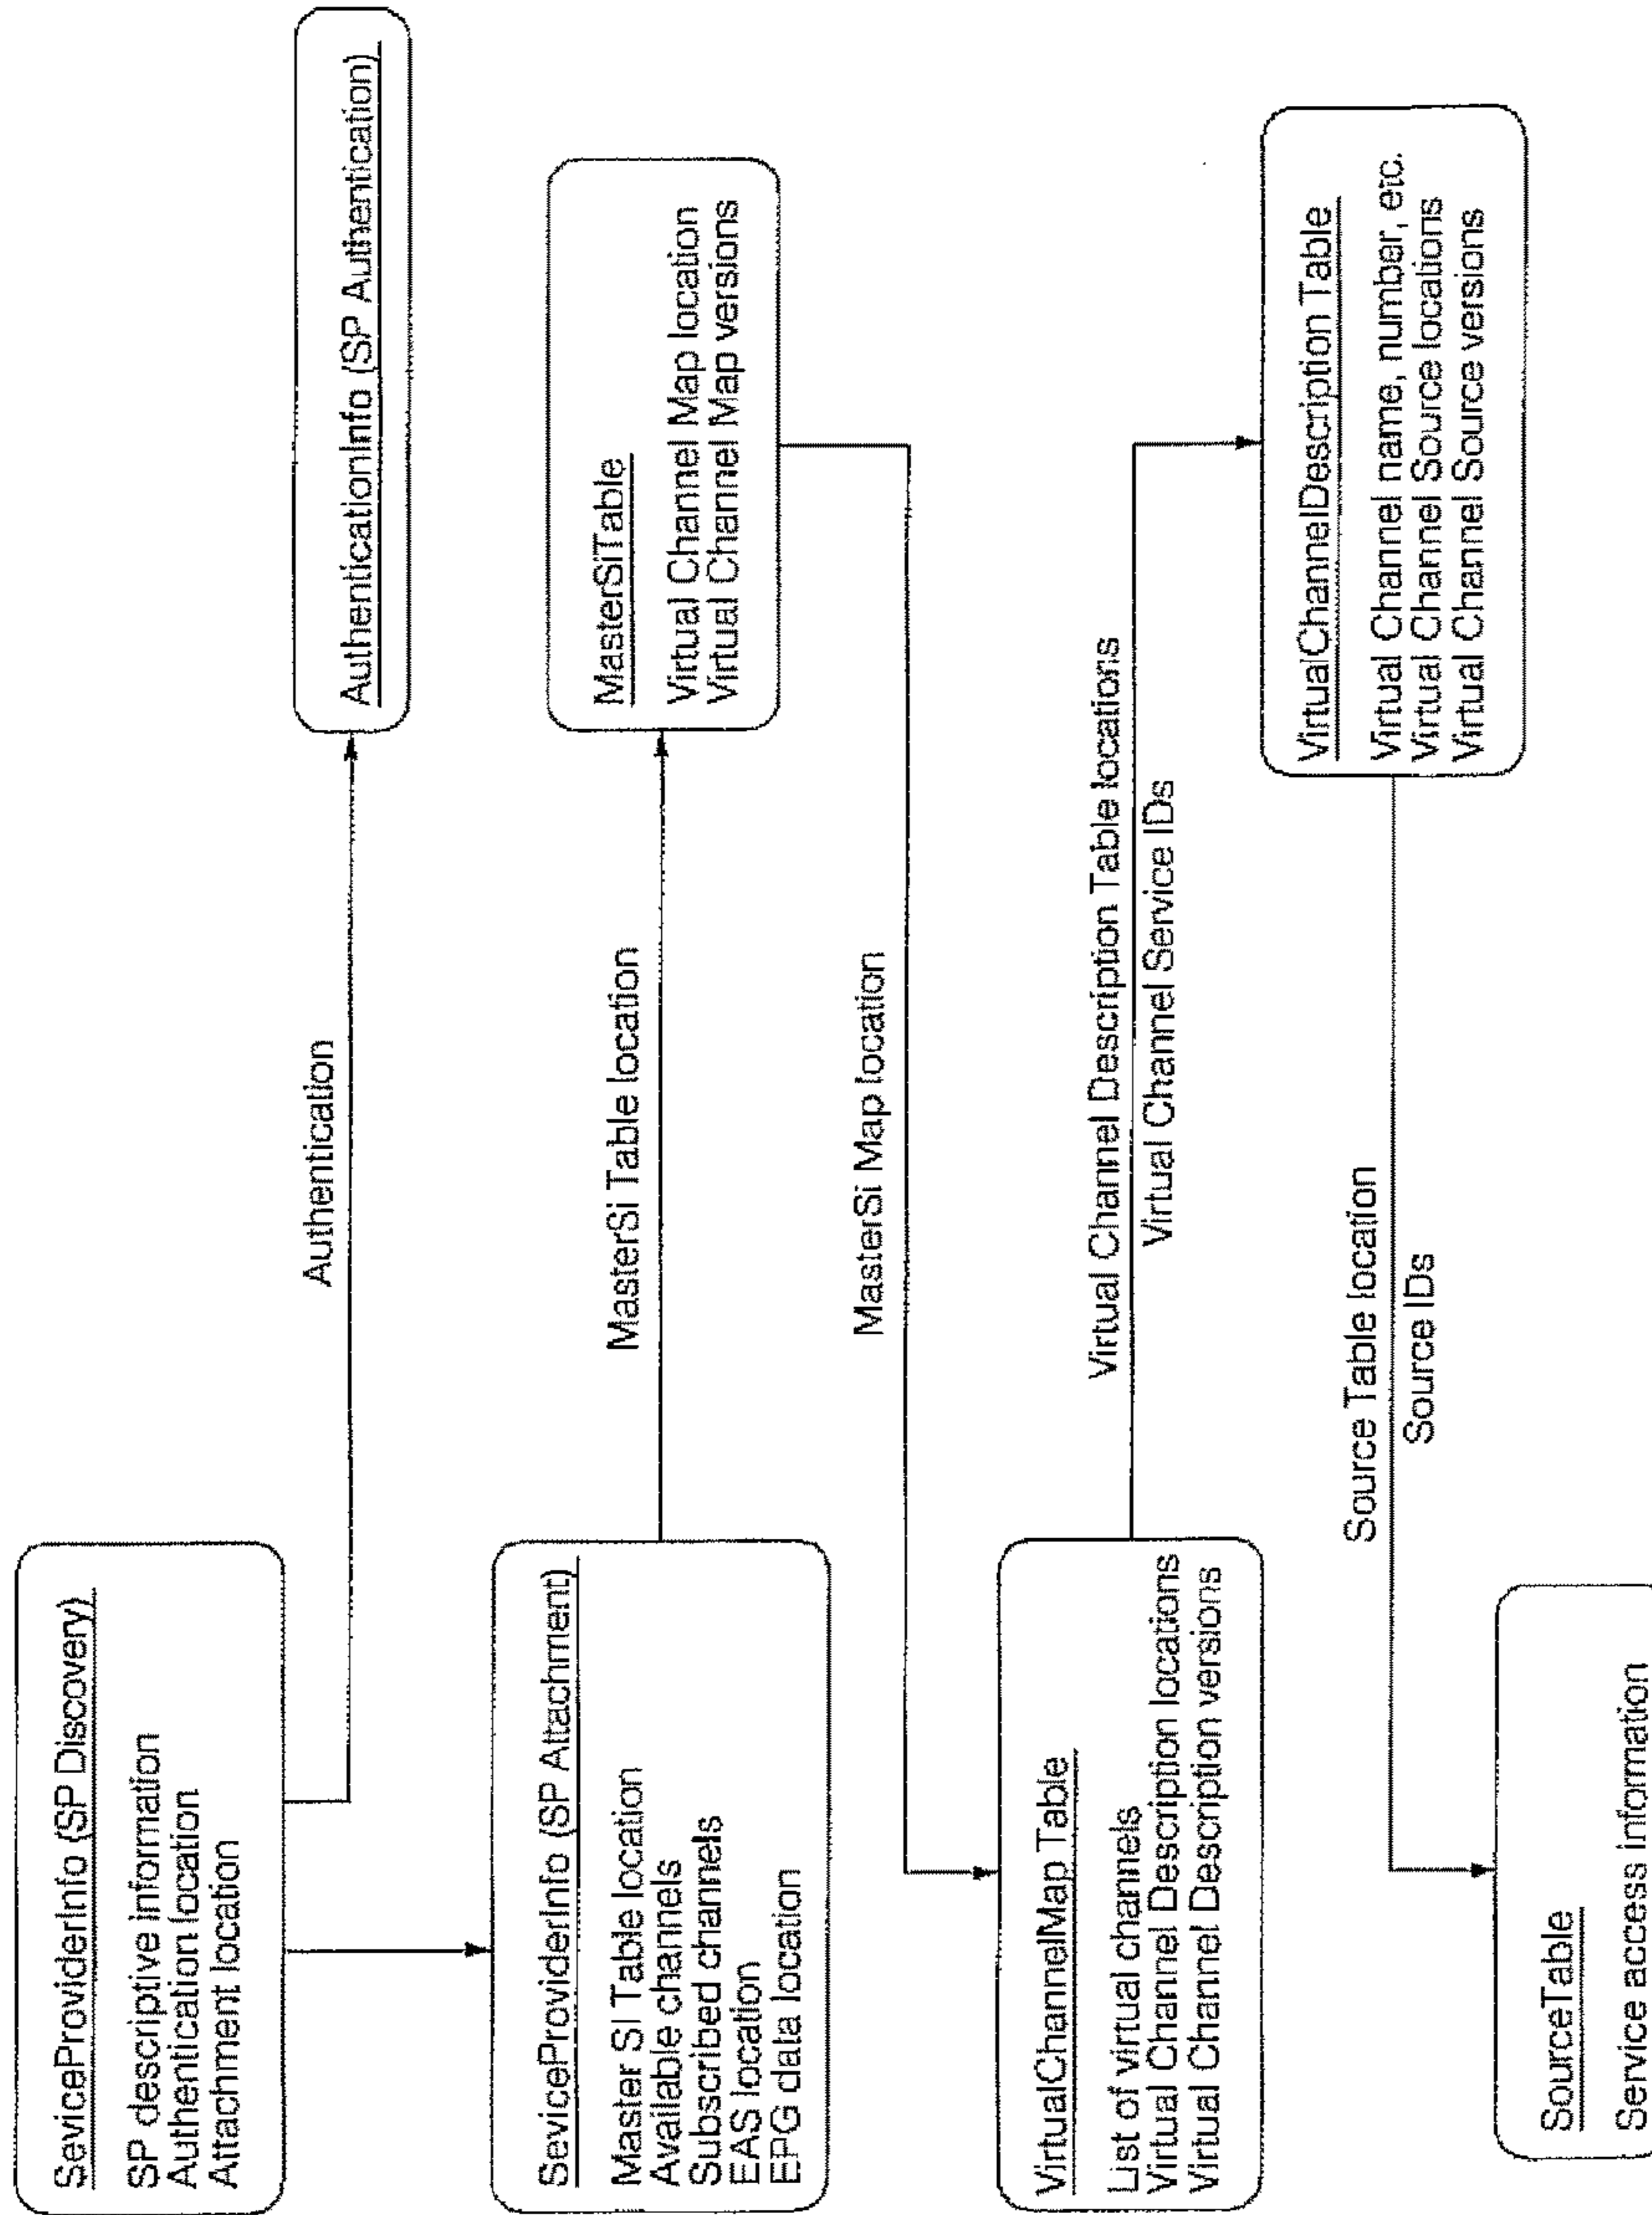 SeviceProviderInfo (SP Discovery)
SP descriptive information
Authentication location
Attachment location
Authentication
AuthenticationInfo (SP Authentication)
SeviceProviderInfo (SP Attachment)
Master SI Table location
Available channels
Subscribed channels
EAS location
EPG data location
MasterSi Table location
MasterSiTable
Virtual Channel Map location
Virtual Channel Map versions
MasterSi Map location
VirtualChannelMap Table
List of virtual channels
Virtual Channel Description locations
Virtual Channel Description versions
Virtual Channel Description Table locations
Virtual Channel Service IDs
VirtualChannelDescription Table
Virtual Channel name, number, etc.
Virtual Channel Source locations
Virtual Channel Source versions
Source Table location
Source IDs
SourceTable
Service access information